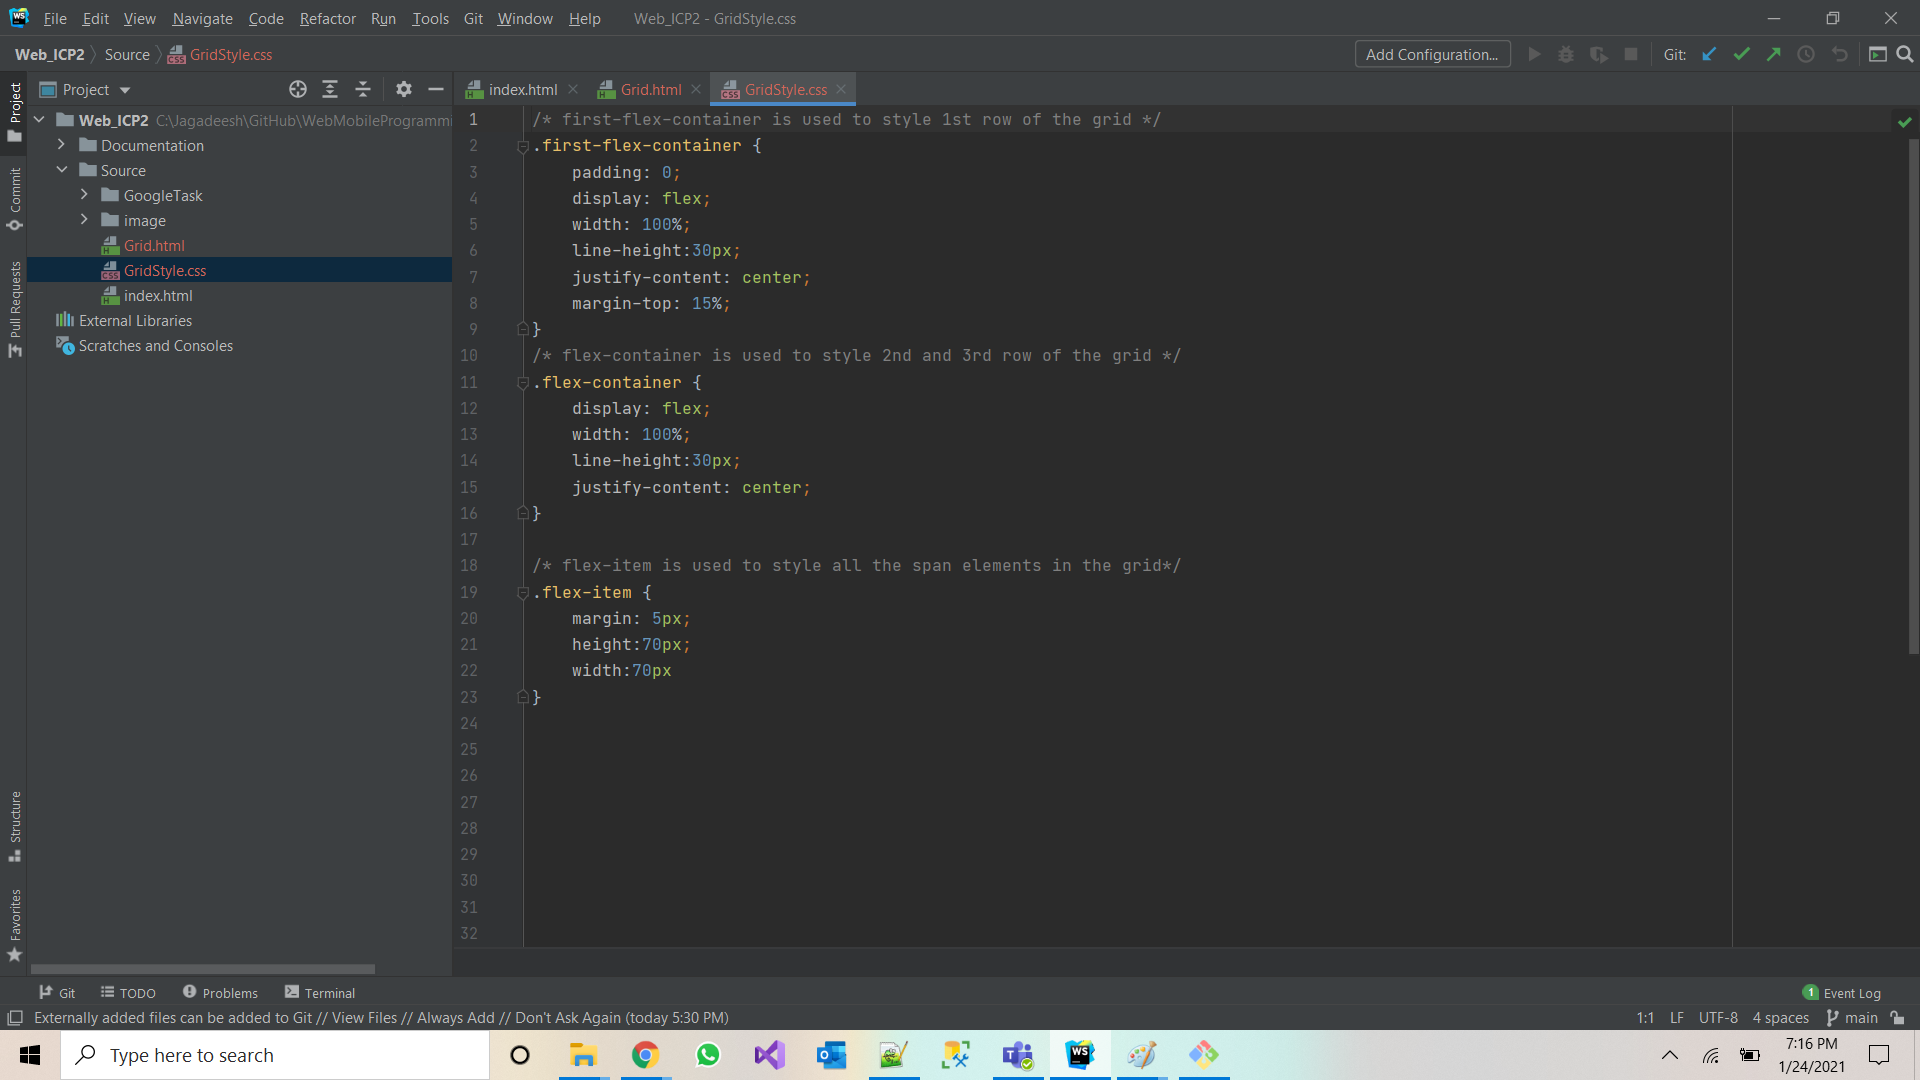 File Edit View Navigate Code Refactor Run Tools Git Window Help Web_ICP2 - GridStyle.css
Web_ICP2 Source GridStyle.css Add Configuration... Git:
Project index.html Grid.html GridStyle.css
Project
Commit
Pull Requests
Structure
Favorites
Web_ICP2 C:\Jagadeesh\GitHub\WebMobileProgrammi
Documentation
Source
GoogleTask
image
Grid.html
GridStyle.css
index.html
External Libraries
Scratches and Consoles
1 /* first-flex-container is used to style 1st row of the grid */
2 .first-flex-container {
3 padding: 0;
4 display: flex;
5 width: 100%;
6 line-height:30px;
7 justify-content: center;
8 margin-top: 15%;
9 }
10 /* flex-container is used to style 2nd and 3rd row of the grid */
11 .flex-container {
12 display: flex;
13 width: 100%;
14 line-height:30px;
15 justify-content: center;
16 }
17
18 /* flex-item is used to style all the span elements in the grid*/
19 .flex-item {
20 margin: 5px;
21 height:70px;
22 width:70px
23 }
24
25
26
27
28
29
30
31
32
Git TODO Problems Terminal 1 Event Log
Externally added files can be added to Git // View Files // Always Add // Don't Ask Again (today 5:30 PM) 1:1 LF UTF-8 4 spaces main
Type here to search
7:16 PM
1/24/2021